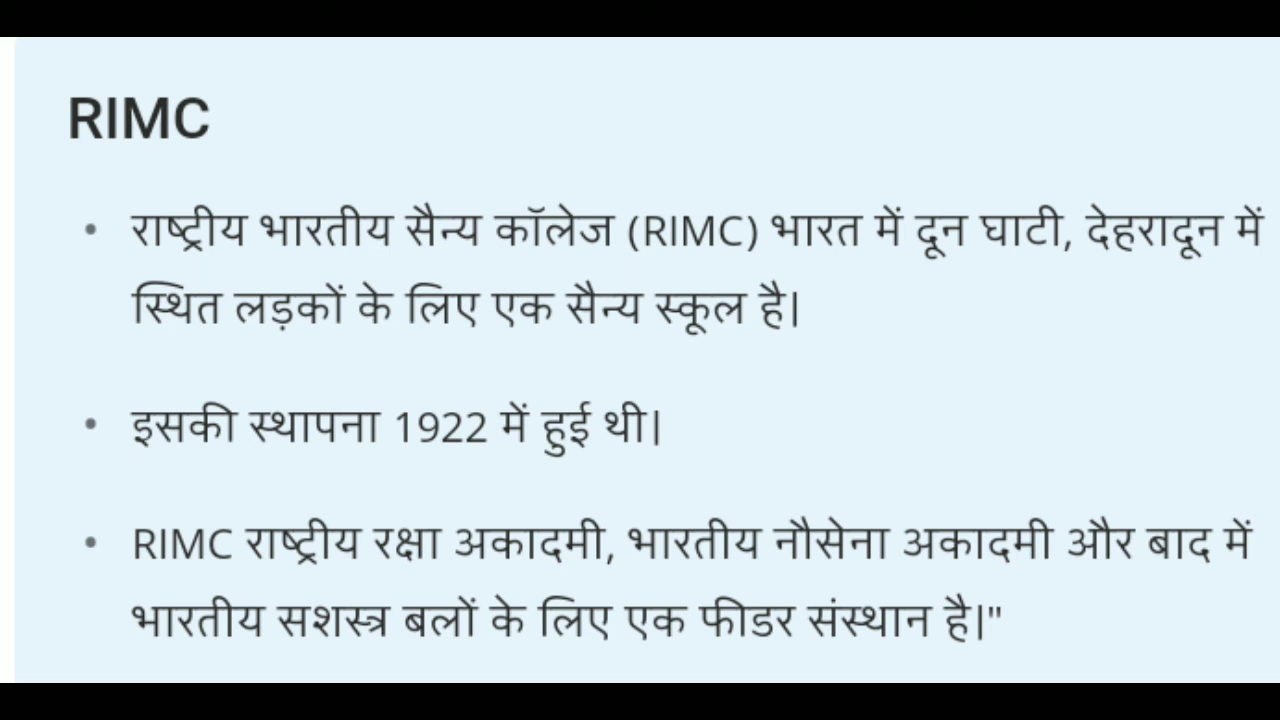 RIMC
• राष्ट्रीय भारतीय सैन्य कॉलेज (RIMC) भारत में दून घाटी, देहरादून में
स्थित लड़कों के लिए एक सैन्य स्कूल है|
• इसकी स्थापना 1922 में हुई थी|
• RIMC राष्ट्रीय रक्षा अकादमी, भारतीय नौसेना अकादमी और बाद में
भारतीय सशस्त्र बलों के लिए एक फीडर संस्थान है|"